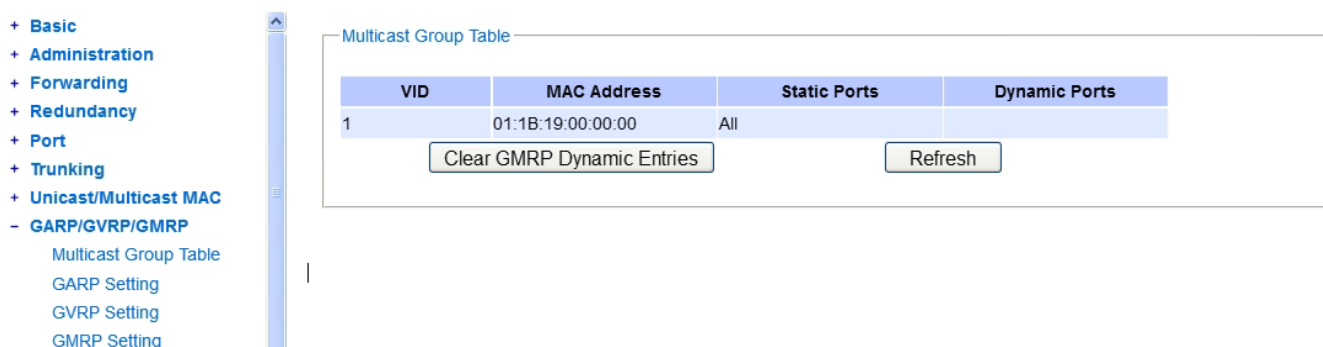 + Basic
+ Administration
+ Forwarding
+ Redundancy
+ Port
+ Trunking
+ Unicast/Multicast MAC
- GARP/GVRP/GMRP
Multicast Group Table
GARP Setting
GVRP Setting
GMRP Setting
Multicast Group Table
VID MAC Address Static Ports Dynamic Ports
1 01:1B:19:00:00:00 All
Clear GMRP Dynamic Entries Refresh